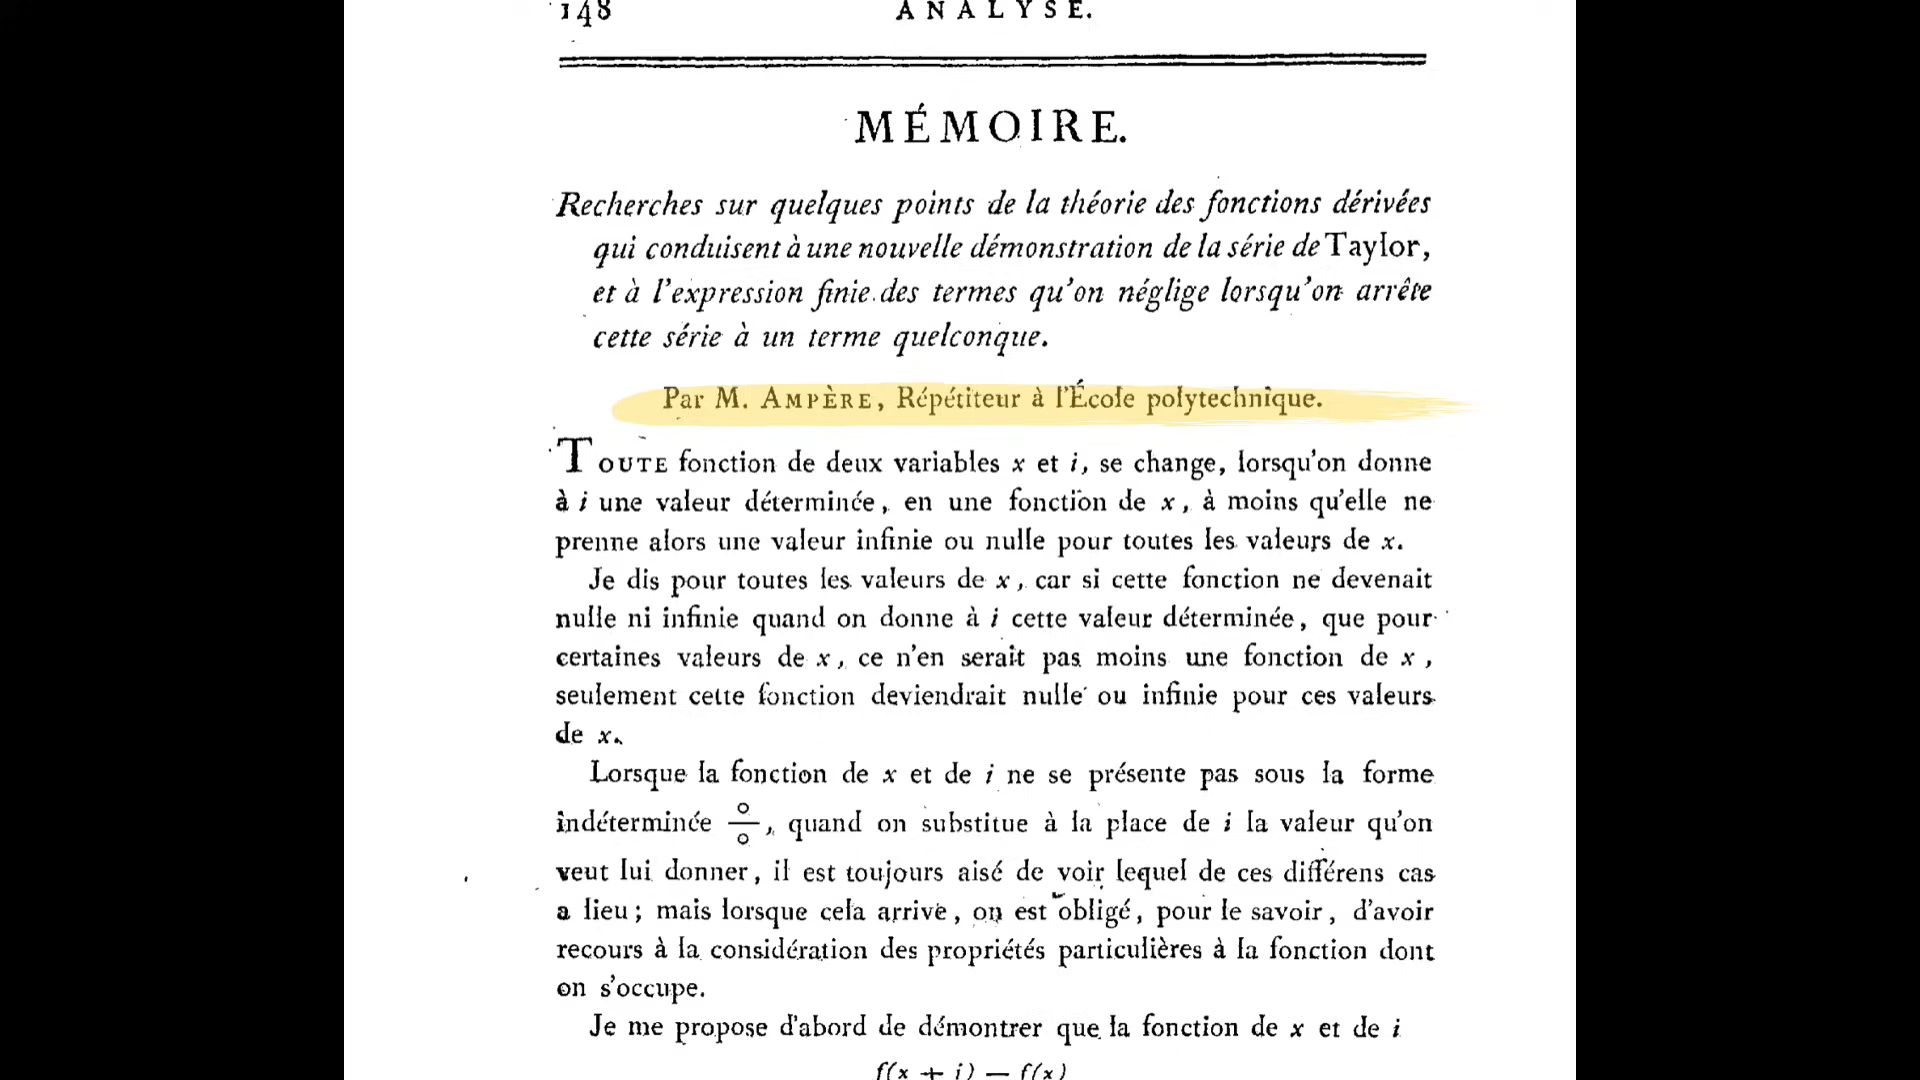 148 ANALYSE.
MÉMOIRE.
Recherches sur quelques points de la théorie des fonctions dérivées
qui conduisent à une nouvelle démonstration de la série de Taylor,
et à l'expression finie des termes qu'on néglige lorsqu'on arrête
cette série à un terme quelconque.
Par M. AMPÈRE, Répétiteur à l'École polytechnique.
TOUTE fonction de deux variables x et i, se change, lorsqu'on donne
à i une valeur déterminée, en une fonction de x, à moins qu'elle ne
prenne alors une valeur infinie ou nulle pour toutes les valeurs de x.
Je dis pour toutes les valeurs de x, car si cette fonction ne devenait
nulle ni infinie quand on donne à i cette valeur déterminée, que pour
certaines valeurs de x, ce n'en serait pas moins une fonction de x,
seulement cette fonction deviendrait nulle ou infinie pour ces valeurs
de x.
Lorsque la fonction de x et de i ne se présente pas sous la forme
indéterminée 0/0, quand on substitue à la place de i la valeur qu'on
veut lui donner, il est toujours aisé de voir lequel de ces différens cas
a lieu; mais lorsque cela arrive, on est obligé, pour le savoir, d'avoir
recours à la considération des propriétés particulières à la fonction dont
on s'occupe.
Je me propose d'abord de démontrer que la fonction de x et de i
f(x + i) — f(x)